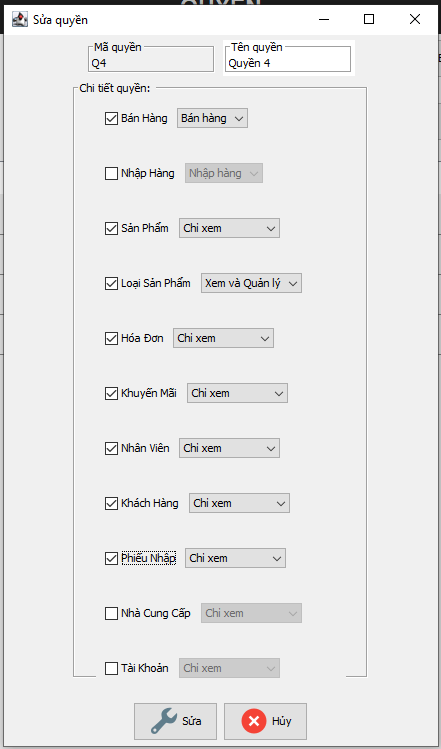 QUYỀN
Sửa quyền
Mã quyền
Q4
Tên quyền
Quyền 4
Chi tiết quyền:
Bán Hàng Bán hàng
Nhập Hàng Nhập hàng
Sản Phẩm Chỉ xem
Loại Sản Phẩm Xem và Quản lý
Hóa Đơn Chỉ xem
Khuyến Mãi Chỉ xem
Nhân Viên Chỉ xem
Khách Hàng Chỉ xem
Phiếu Nhập Chỉ xem
Nhà Cung Cấp Chỉ xem
Tài Khoản Chỉ xem
Sửa Hủy